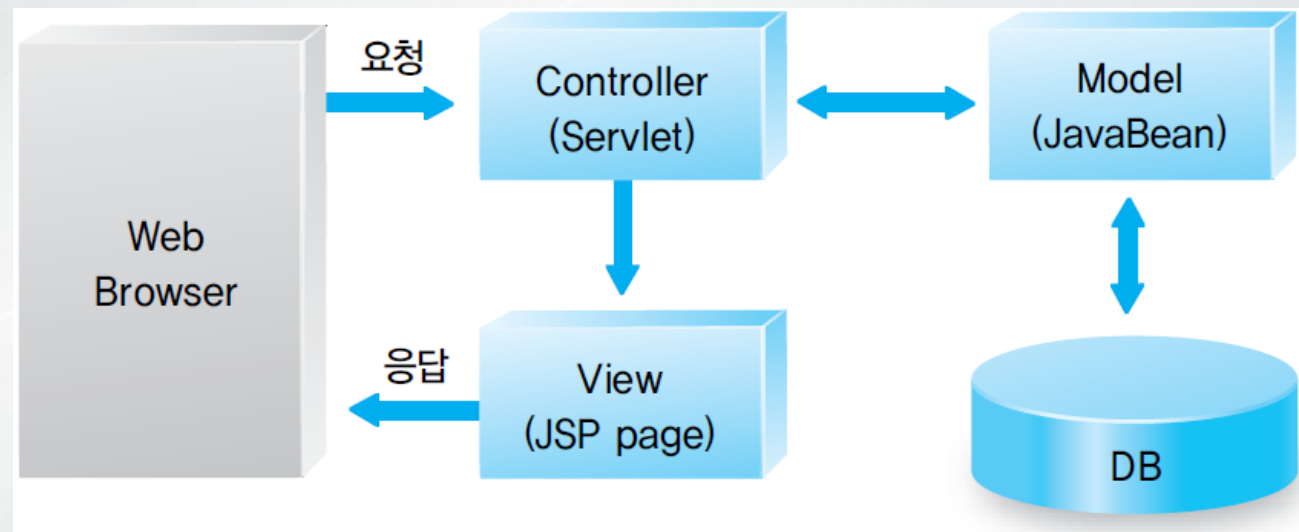 요청
Controller
(Servlet)
Model
(JavaBean)
Web
Browser
응답
View
(JSP page)
DB